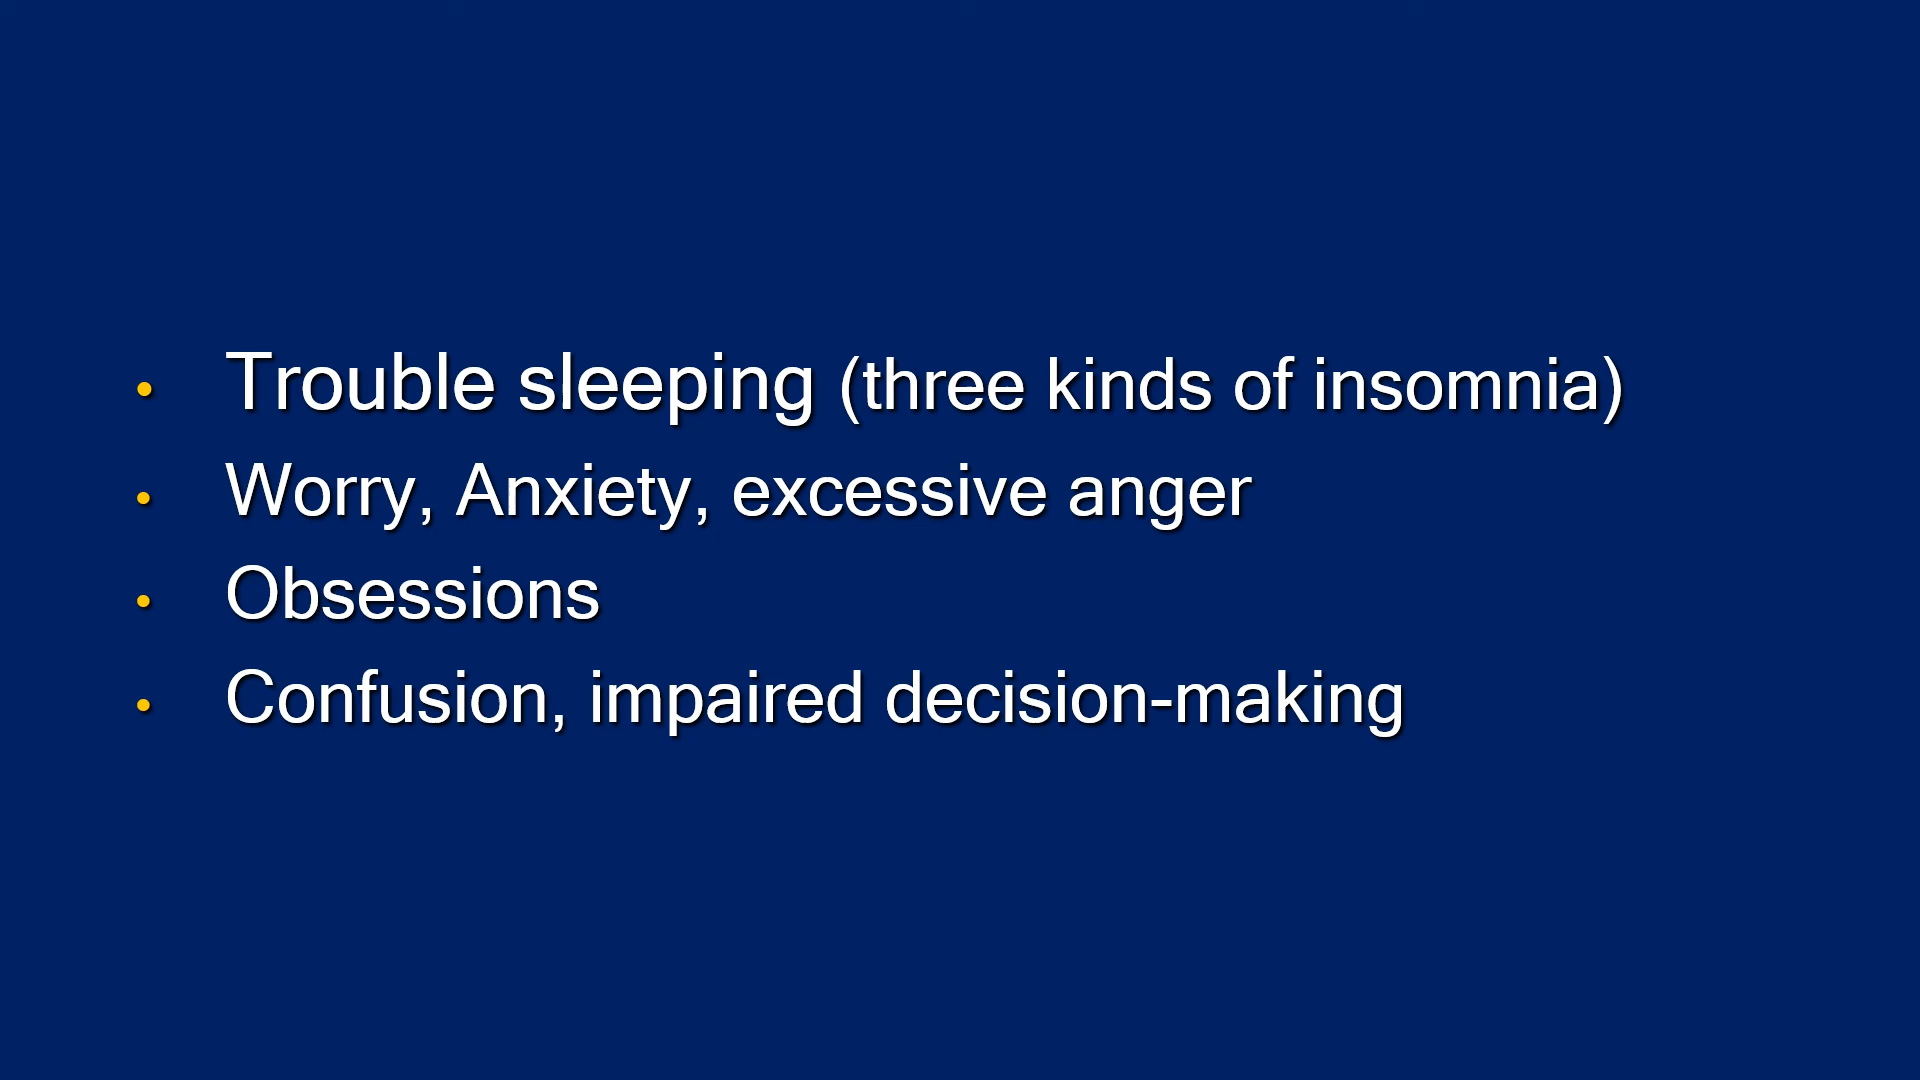 • Trouble sleeping (three kinds of insomnia)
• Worry, Anxiety, excessive anger
• Obsessions
• Confusion, impaired decision-making